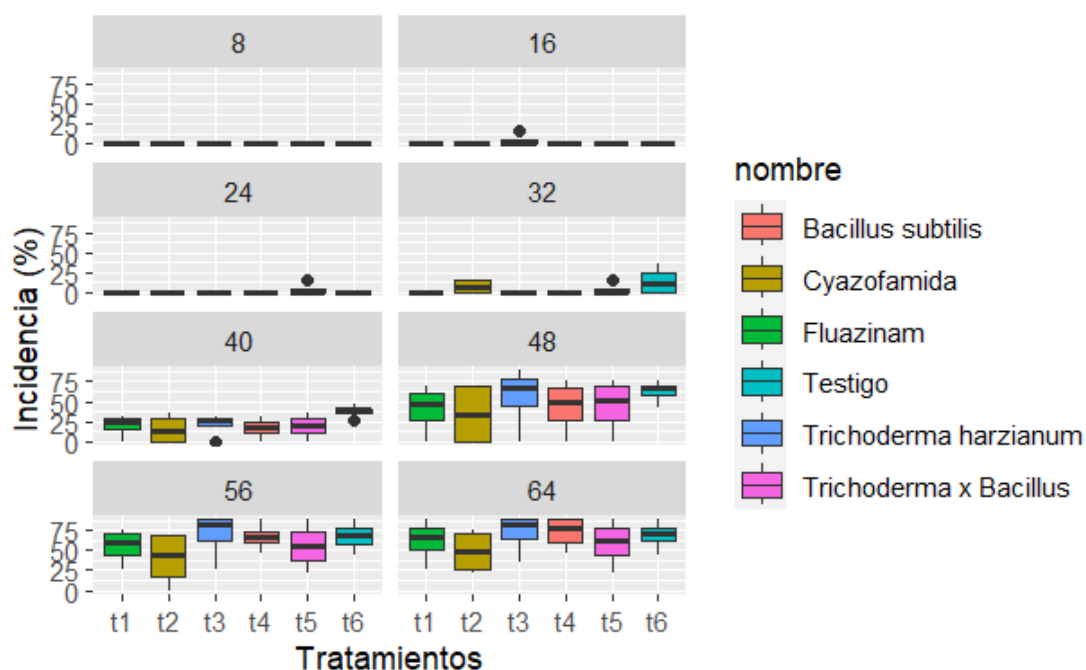 8
16
75
50
25
0
24
32
75
50
25
0
Incidencia (%)
40
48
75
50
25
0
56
64
75
50
25
0
t1 t2 t3 t4 t5 t6
t1 t2 t3 t4 t5 t6
Tratamientos
nombre
Bacillus subtilis
Cyazofamida
Fluazinam
Testigo
Trichoderma harzianum
Trichoderma x Bacillus